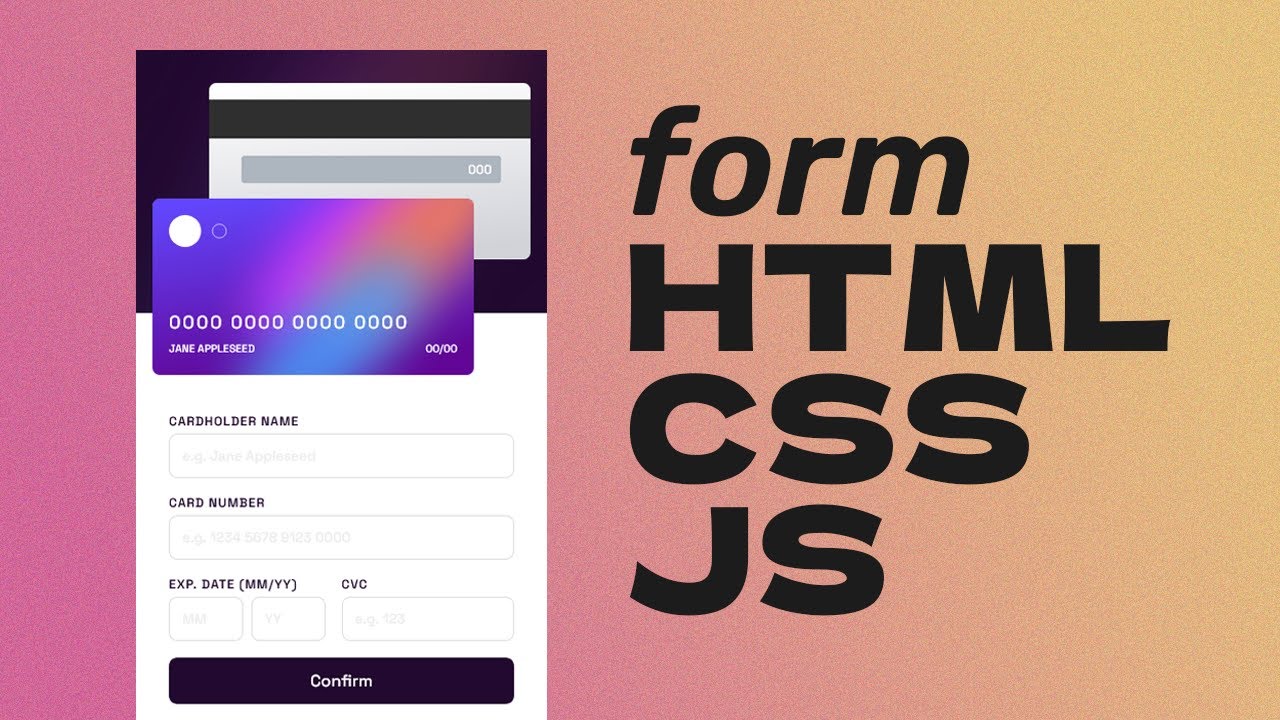 000
0000 0000 0000 0000
JANE APPLESEED 00/00
CARDHOLDER NAME
e.g. Jane Appleseed
CARD NUMBER
e.g. 1234 5678 9123 0000
EXP. DATE (MM/YY) CVC
MM YY e.g. 123
Confirm
form
HTML
CSS
JS